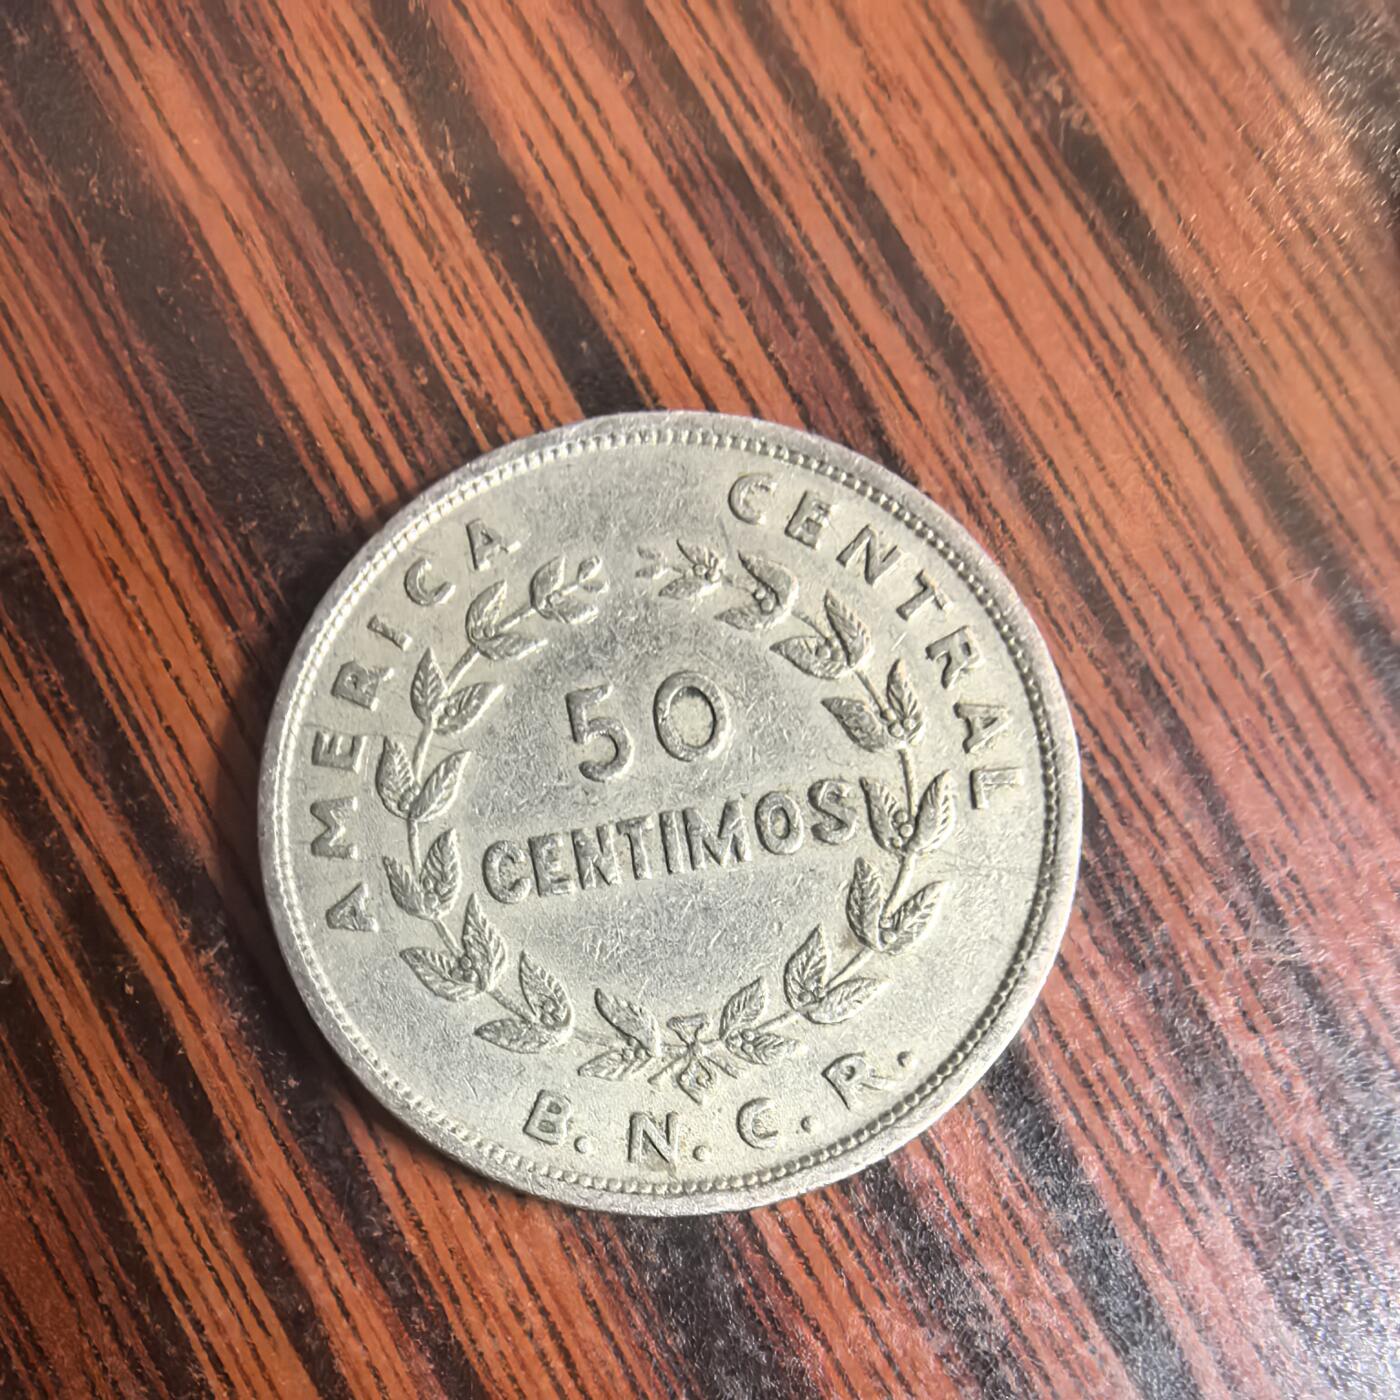 AMERICA CENTRAL
50
CENTIMOS
B. N. C. R.